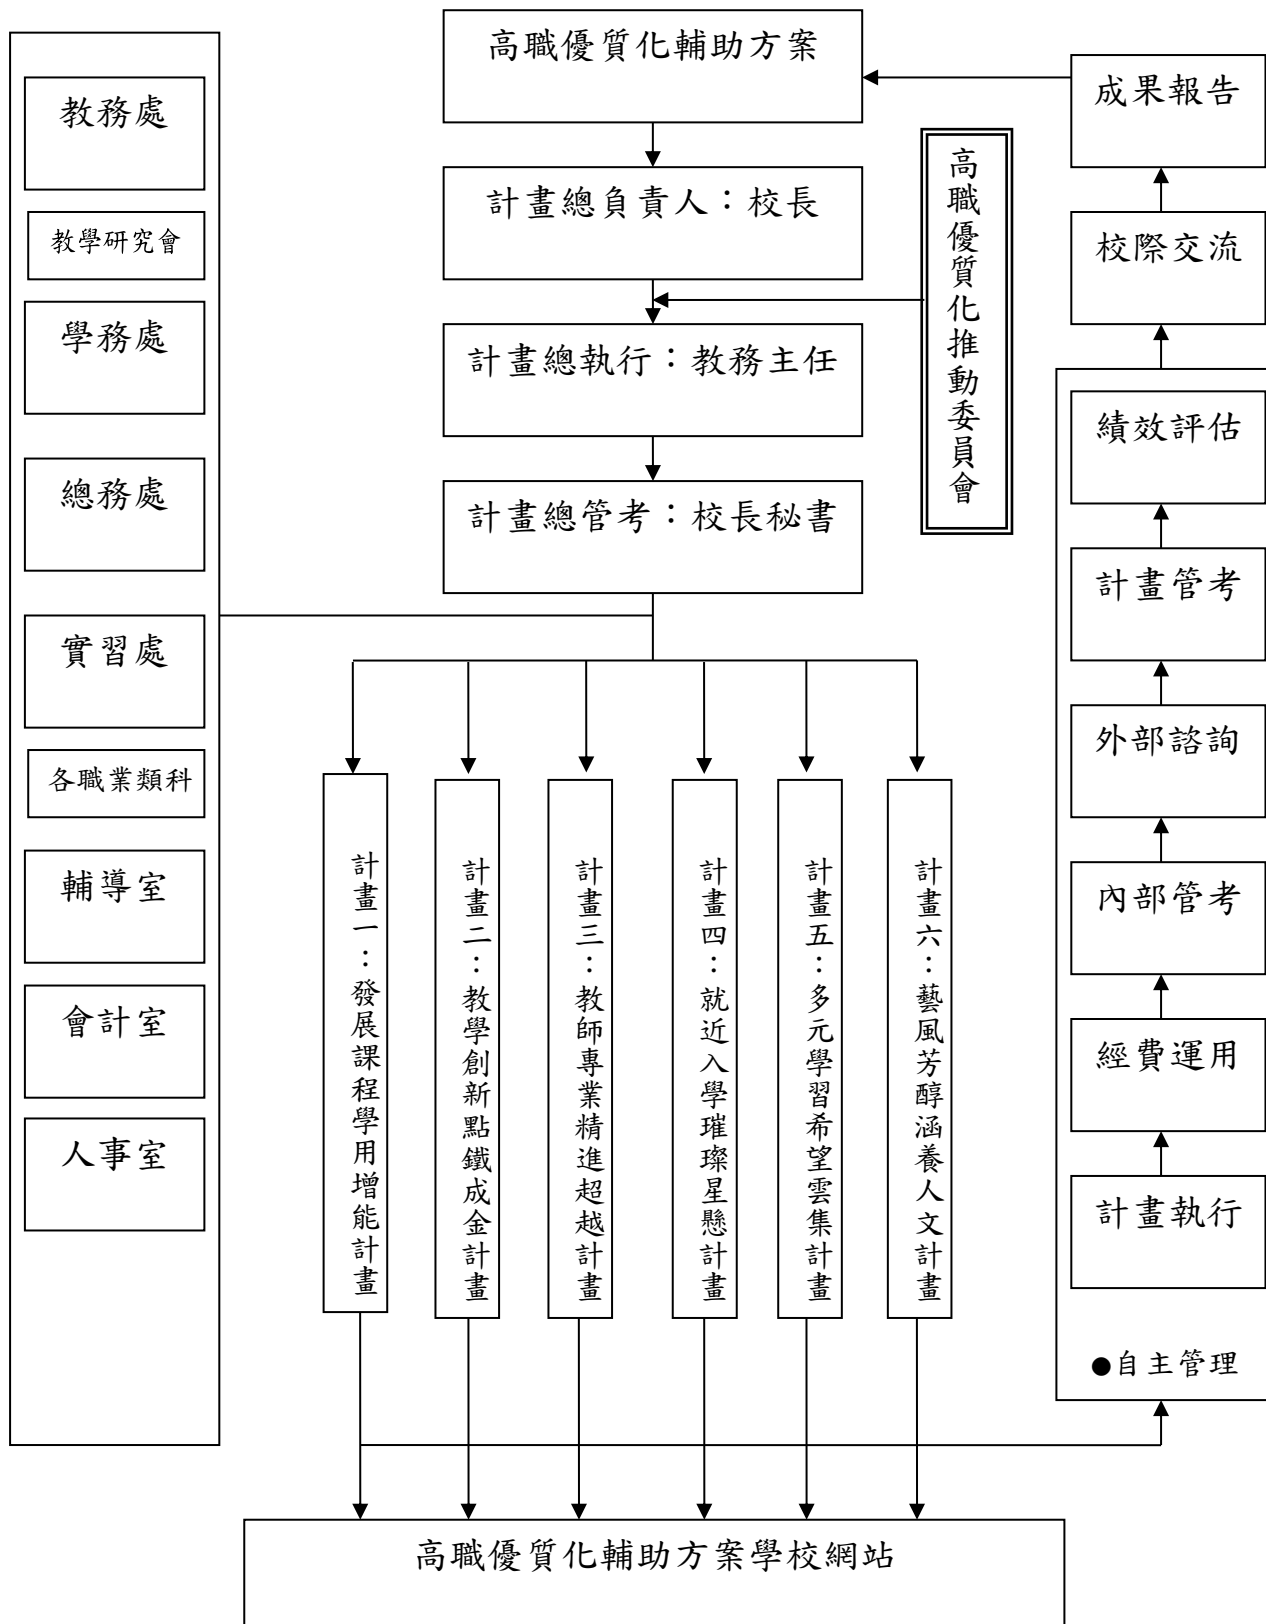 高職優質化輔助方案
計畫總負責人：校長
計畫總執行：教務主任
計畫總管考：校長秘書
高職優質化推動委員會
教務處
教學研究會
學務處
總務處
實習處
各職業類科
輔導室
會計室
人事室
計畫一：發展課程學用增能計畫
計畫二：教學創新點鐵成金計畫
計畫三：教師專業精進超越計畫
計畫四：就近入學璀璨星懸計畫
計畫五：多元學習希望雲集計畫
計畫六：藝風芳醇涵養人文計畫
成果報告
校際交流
績效評估
計畫管考
外部諮詢
內部管考
經費運用
計畫執行
●自主管理
高職優質化輔助方案學校網站